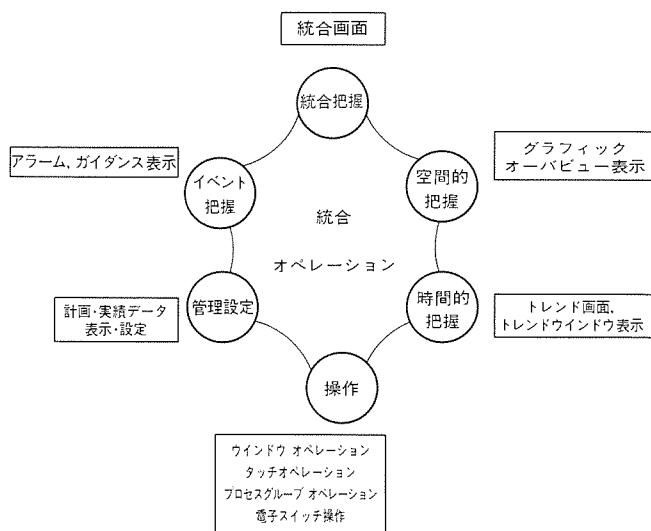 統合画面
統合把握
アラーム,ガイダンス表示
イベント
把握
グラフィック
オーバビュー表示
空間的
把握
統合
オペレーション
計画・実績データ
表示・設定
管理設定
時間的
把握
トレンド画面,
トレンドウインドウ表示
操作
ウインドウ オペレーション
タッチオペレーション
プロセスグループ オペレーション
電子スイッチ操作